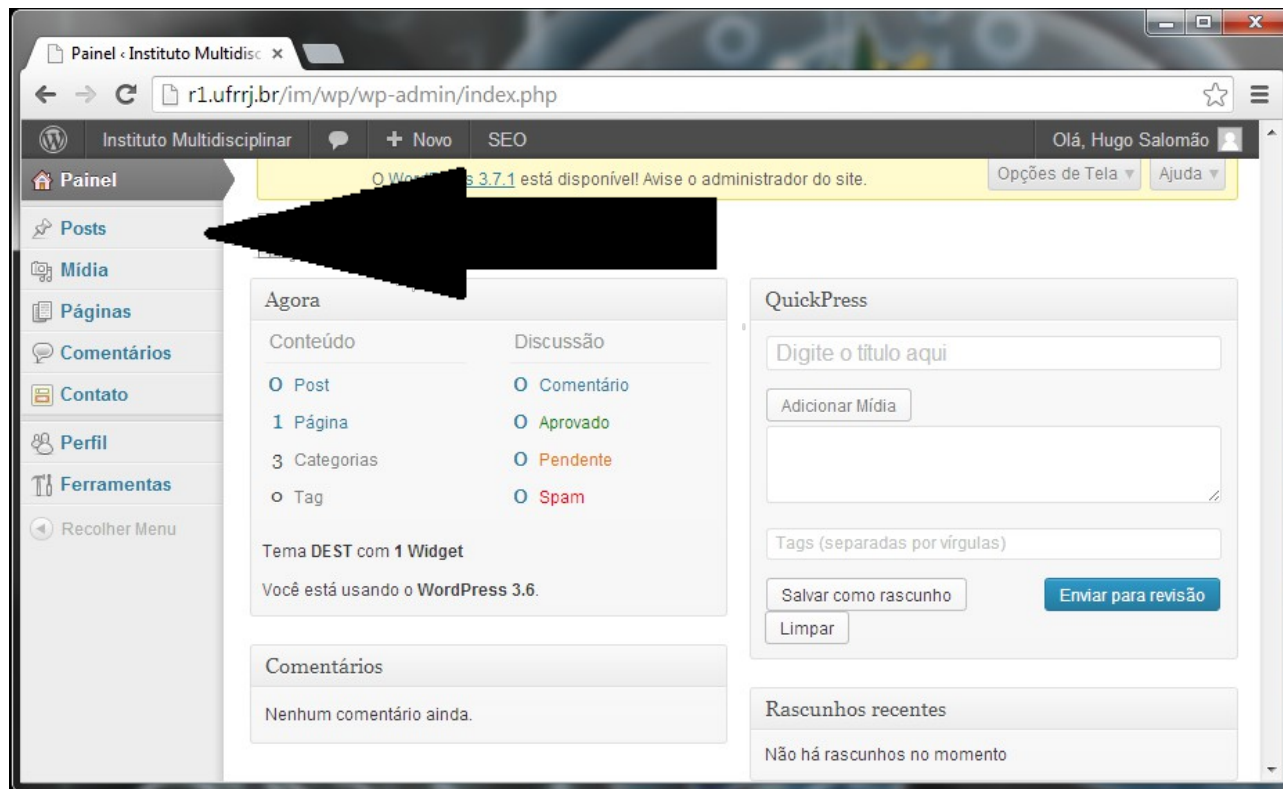 Painel ‹ Instituto Multidisc
r1.ufrrj.br/im/wp/wp-admin/index.php
Instituto Multidisciplinar + Novo SEO Olá, Hugo Salomão
Painel
Posts
Mídia
Páginas
Comentários
Contato
Perfil
Ferramentas
Recolher Menu
O WordPress 3.7.1 está disponível! Avise o administrador do site.
Opções de Tela
Ajuda
Agora
Conteúdo
0 Post
1 Página
3 Categorias
0 Tag
Discussão
0 Comentário
0 Aprovado
0 Pendente
0 Spam
Tema DEST com 1 Widget
Você está usando o WordPress 3.6.
Comentários
Nenhum comentário ainda.
QuickPress
Digite o título aqui
Adicionar Mídia
Tags (separadas por vírgulas)
Salvar como rascunho
Enviar para revisão
Limpar
Rascunhos recentes
Não há rascunhos no momento